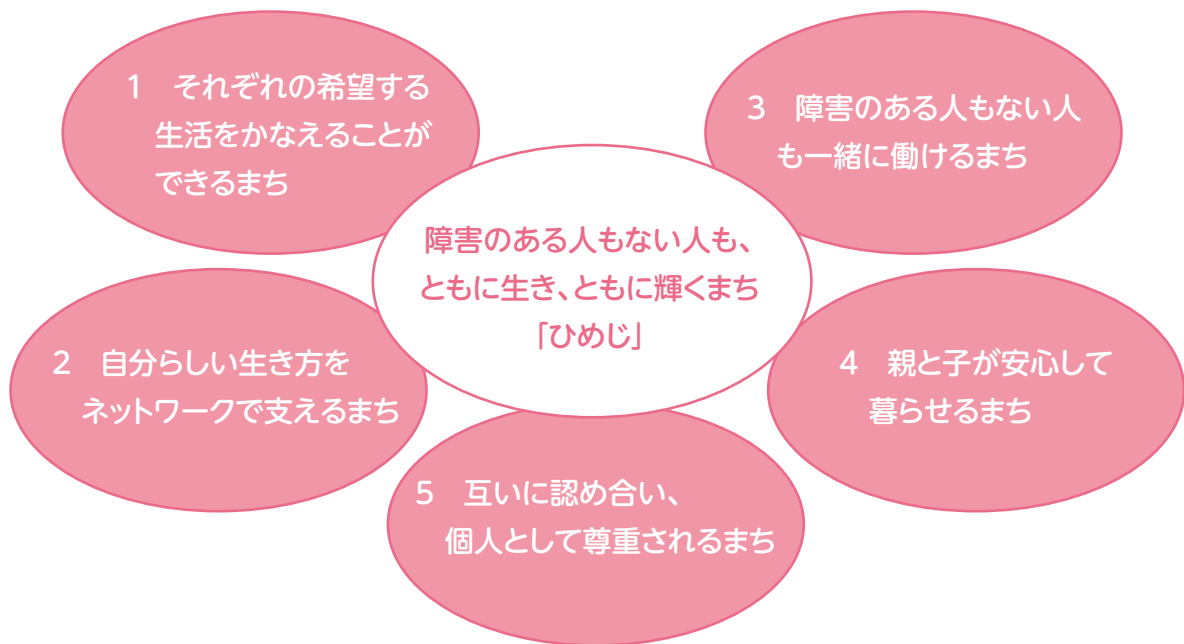 1　それぞれの希望する
生活をかなえることが
できるまち
2　自分らしい生き方を
ネットワークで支えるまち
3　障害のある人もない人
も一緒に働けるまち
4　親と子が安心して
暮らせるまち
5　互いに認め合い、
個人として尊重されるまち
障害のある人もない人も、
ともに生き、ともに輝くまち
「ひめじ」